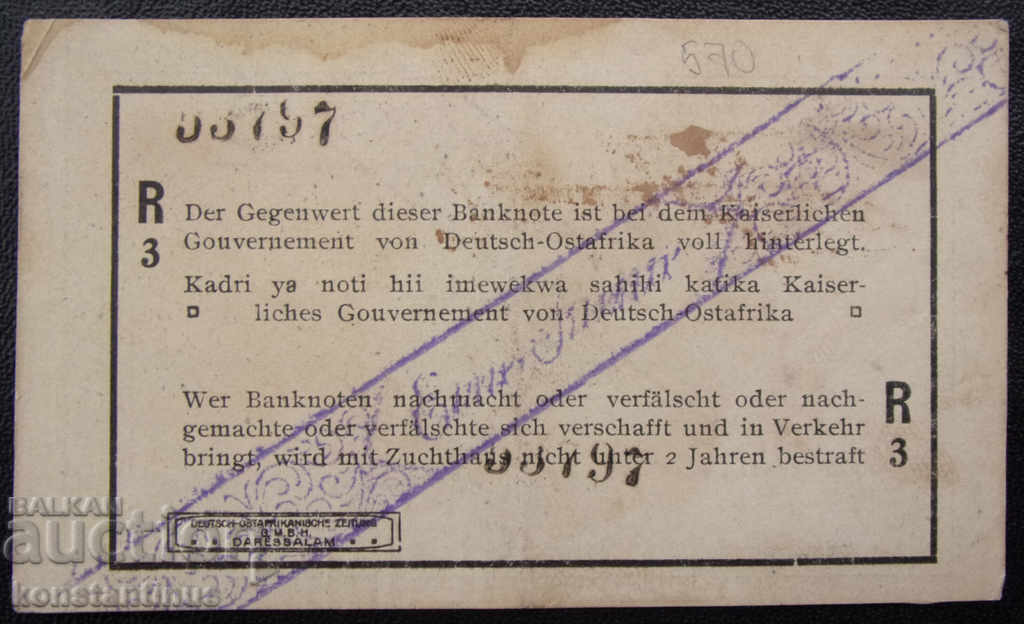 570
53797
R
3
Der Gegenwert dieser Banknote ist bei dem Kaiserlichen
Gouvernement von Deutsch-Ostafrika voll hinterlegt.
Kadri ya noti hii imewekwa sahihi katika Kaiser-
liches Gouvernement von Deutsch-Ostafrika
Wer Banknoten nachmacht oder verfälscht oder nach-
gemachte oder verfälschte sich verschafft und in Verkehr
bringt, wird mit Zuchthaus nicht unter 2 Jahren bestraft
R
3
53797
DEUTSCH-OSTAFRIKANISCHE ZEITUNG
G.M.B.H.
DARESSALAM
БАЛКАН
auction
konstantinus